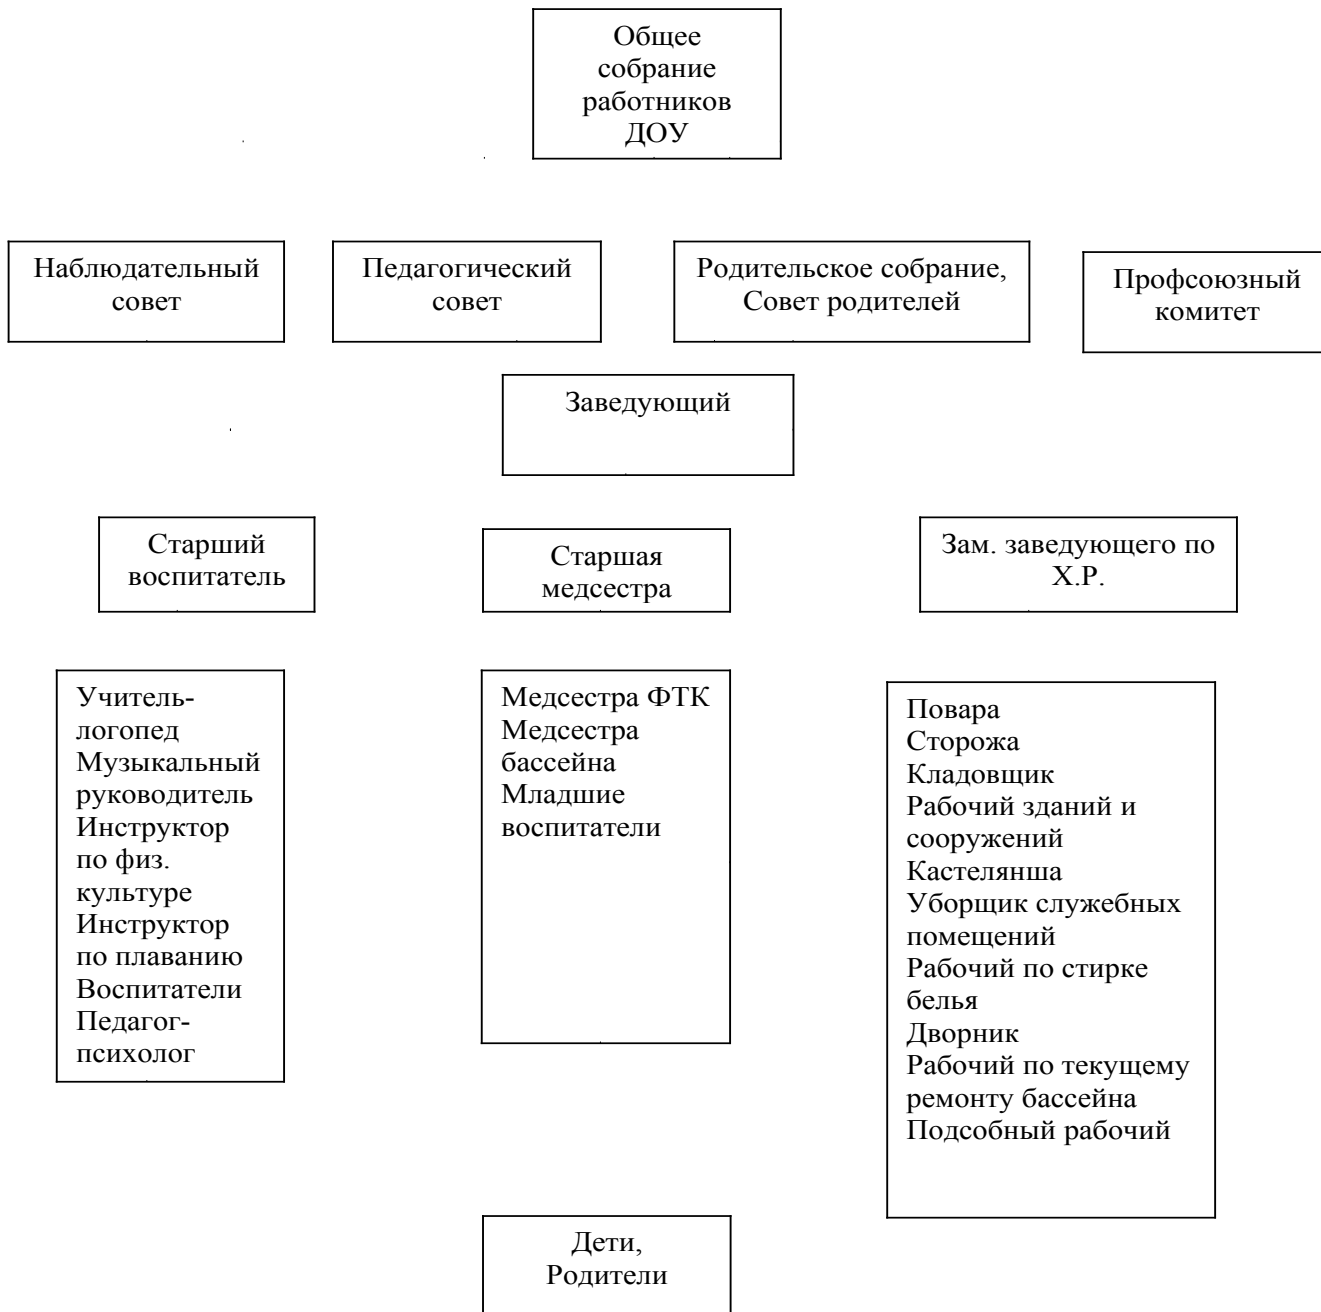 Общее
собрание
работников
ДОУ
Наблюдательный
совет
Педагогический
совет
Родительское собрание,
Совет родителей
Профсоюзный
комитет
Заведующий
Старший
воспитатель
Старшая
медсестра
Зам. заведующего по
Х.Р.
Учитель-
логопед
Музыкальный
руководитель
Инструктор
по физ.
культуре
Инструктор
по плаванию
Воспитатели
Педагог-
психолог
Медсестра ФТК
Медсестра
бассейна
Младшие
воспитатели
Повара
Сторожа
Кладовщик
Рабочий зданий и
сооружений
Кастелянша
Уборщик служебных
помещений
Рабочий по стирке
белья
Дворник
Рабочий по текущему
ремонту бассейна
Подсобный рабочий
Дети,
Родители